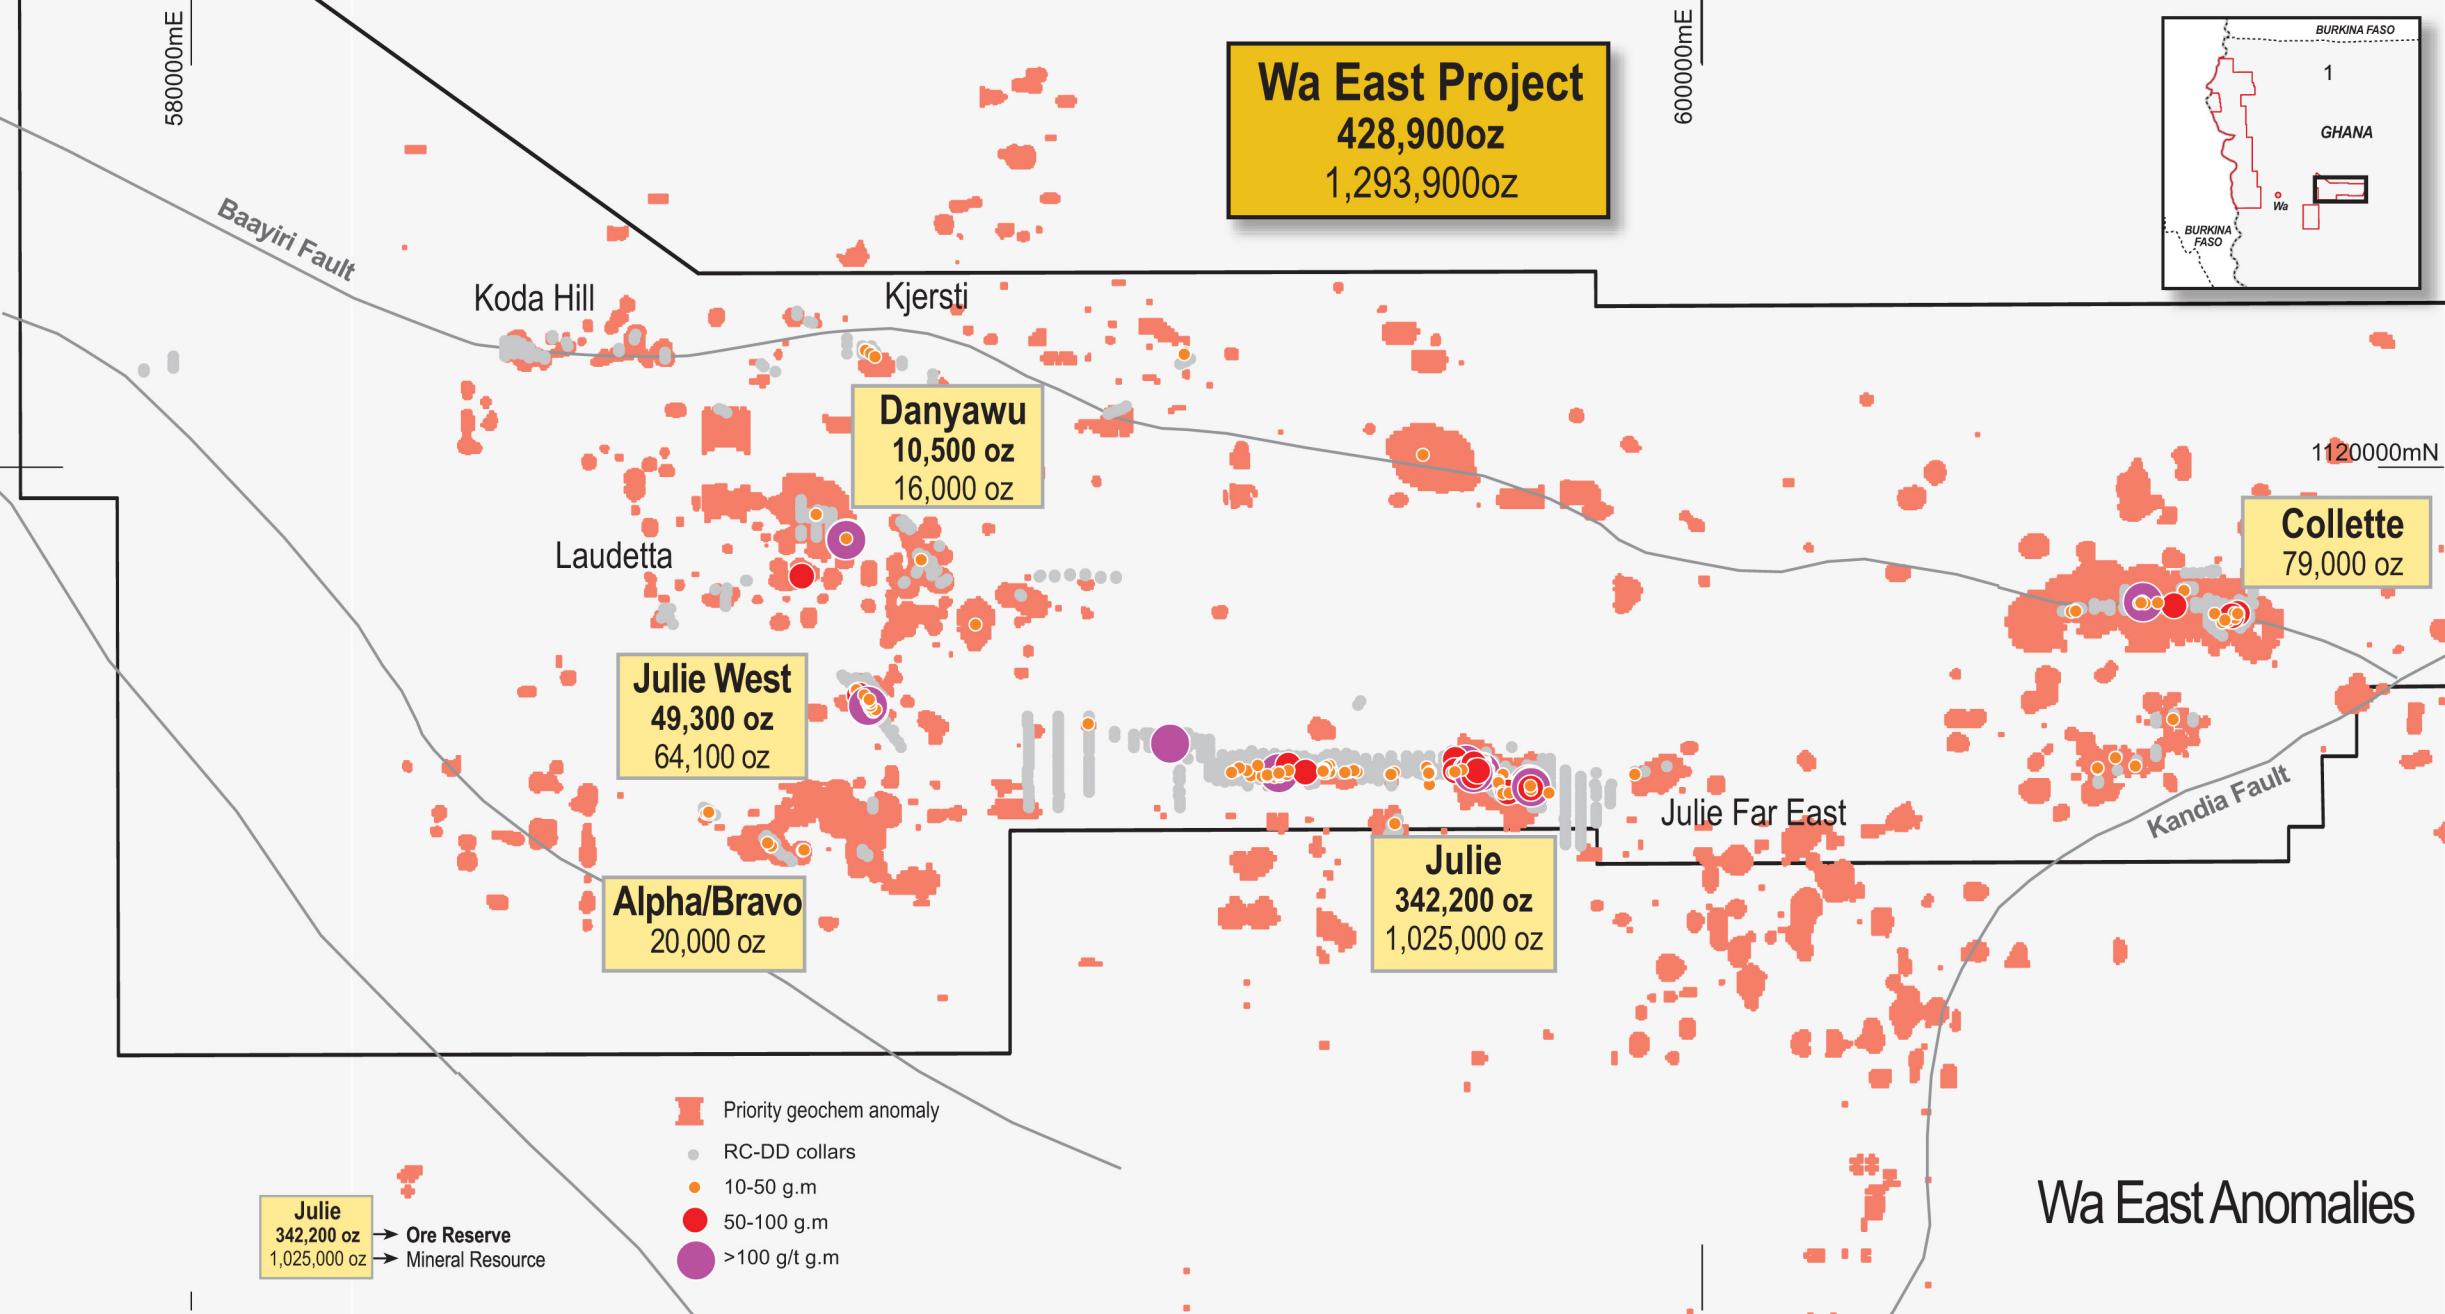 580000mE
600000mE
Wa East Project
428,900oz
1,293,900oz
BURKINA FASO
1
GHANA
Wa
BURKINA
FASO
Baayiri Fault
Koda Hill
Kjersti
Danyawu
10,500 oz
16,000 oz
1120000mN
Collette
79,000 oz
Laudetta
Julie West
49,300 oz
64,100 oz
Julie Far East
Kandia Fault
Alpha/Bravo
20,000 oz
Julie
342,200 oz
1,025,000 oz
Priority geochem anomaly
RC-DD collars
10-50 g.m
50-100 g.m
>100 g/t g.m
Julie
342,200 oz
Ore Reserve
1,025,000 oz
Mineral Resource
Wa East Anomalies